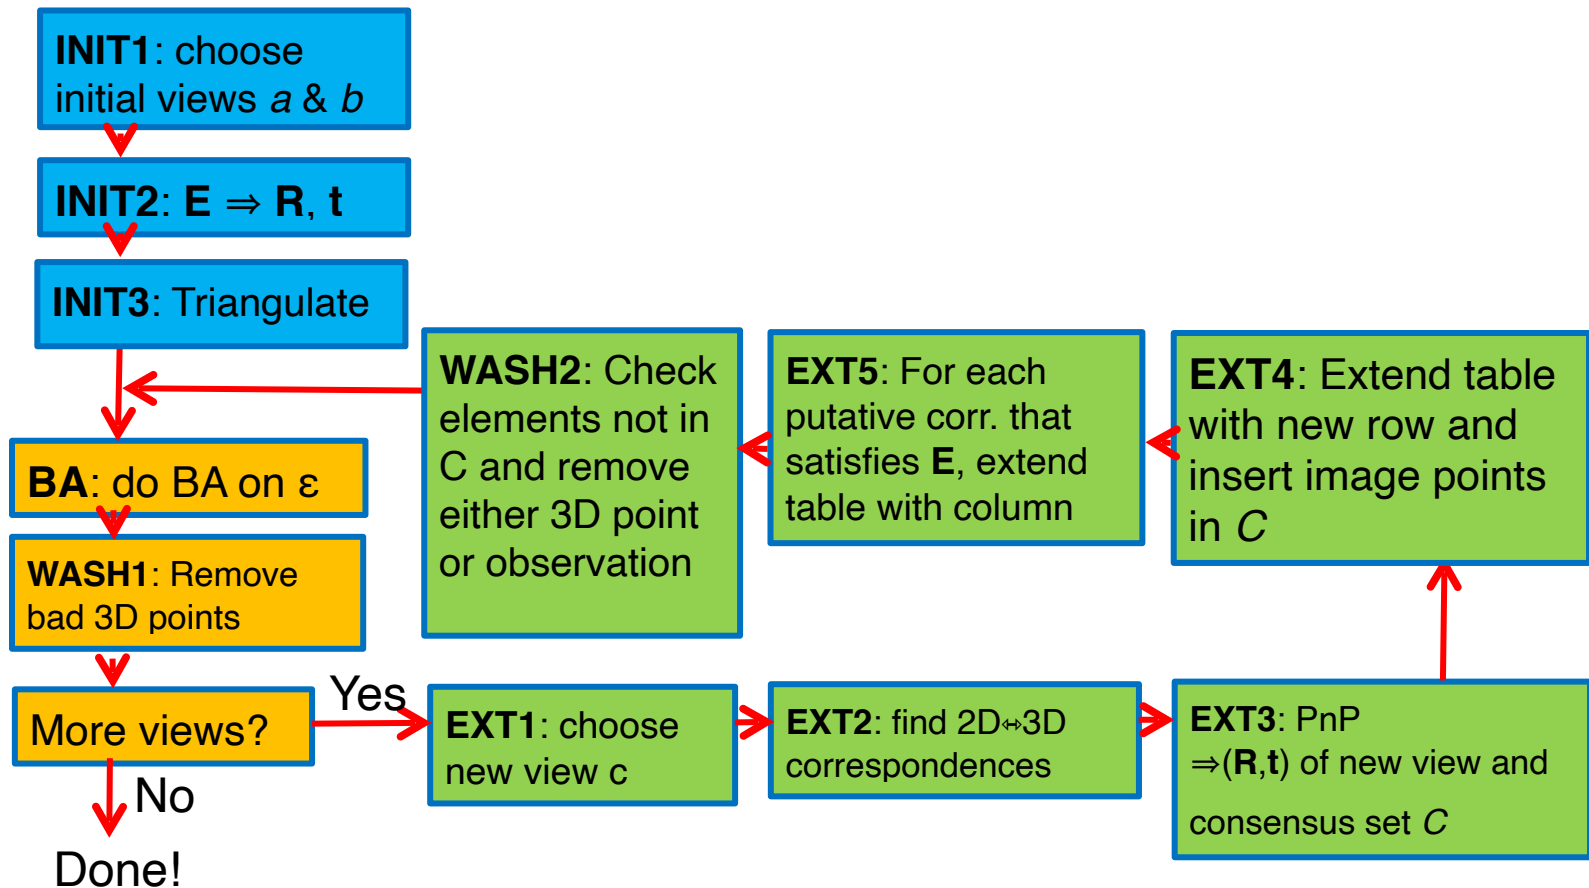 INIT1: choose
initial views a & b
INIT2: E ⇒ R, t
INIT3: Triangulate
BA: do BA on ε
WASH1: Remove
bad 3D points
More views?
Yes
No
Done!
EXT1: choose
new view c
EXT2: find 2D⇔3D
correspondences
EXT3: PnP
⇒(R,t) of new view and
consensus set C
EXT4: Extend table
with new row and
insert image points
in C
EXT5: For each
putative corr. that
satisfies E, extend
table with column
WASH2: Check
elements not in
C and remove
either 3D point
or observation